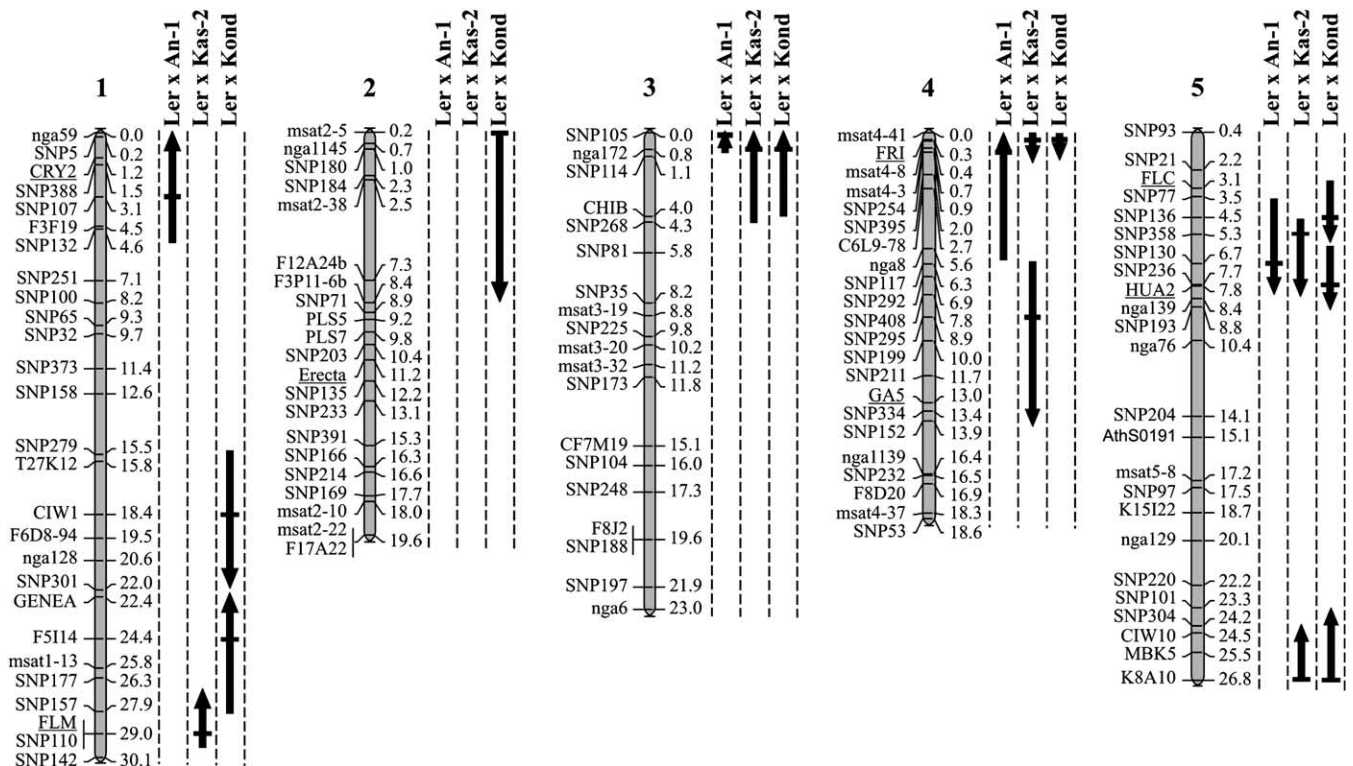 1
Ler x An-1
Ler x Kas-2
Ler x Kond
nga59 0.0
SNP5 0.2
CRY2 1.2
SNP388 1.5
SNP107 3.1
F3F19 4.5
SNP132 4.6
SNP251 7.1
SNP100 8.2
SNP65 9.3
SNP32 9.7
SNP373 11.4
SNP158 12.6
SNP279 15.5
T27K12 15.8
CIW1 18.4
F6D8-94 19.5
nga128 20.6
SNP301 22.0
GENEA 22.4
F5I14 24.4
msat1-13 25.8
SNP177 26.3
SNP157 27.9
FLM
SNP110 29.0
SNP142 30.1
2
Ler x An-1
Ler x Kas-2
Ler x Kond
msat2-5 0.2
nga1145 0.7
SNP180 1.0
SNP184 2.3
msat2-38 2.5
F12A24b 7.3
F3P11-6b 8.4
SNP71 8.9
PLS5 9.2
PLS7 9.8
SNP203 10.4
Erecta 11.2
SNP135 12.2
SNP233 13.1
SNP391 15.3
SNP166 16.3
SNP214 16.6
SNP169 17.7
msat2-10 18.0
msat2-22
F17A22 19.6
3
Ler x An-1
Ler x Kas-2
Ler x Kond
SNP105 0.0
nga172 0.8
SNP114 1.1
CHIB 4.0
SNP268 4.3
SNP81 5.8
SNP35 8.2
msat3-19 8.8
SNP225 9.8
msat3-20 10.2
msat3-32 11.2
SNP173 11.8
CF7M19 15.1
SNP104 16.0
SNP248 17.3
F8J2
SNP188 19.6
SNP197 21.9
nga6 23.0
4
Ler x An-1
Ler x Kas-2
Ler x Kond
msat4-41 0.0
FRI 0.3
msat4-8 0.4
msat4-3 0.7
SNP254 0.9
SNP395 2.0
C6L9-78 2.7
nga8 5.6
SNP117 6.3
SNP292 6.9
SNP408 7.8
SNP295 8.9
SNP199 10.0
SNP211 11.7
GA5 13.0
SNP334 13.4
SNP152 13.9
nga1139 16.4
SNP232 16.5
F8D20 16.9
msat4-37 18.3
SNP53 18.6
5
Ler x An-1
Ler x Kas-2
Ler x Kond
SNP93 0.4
SNP21 2.2
FLC 3.1
SNP77 3.5
SNP136 4.5
SNP358 5.3
SNP130 6.7
SNP236 7.7
HUA2 7.8
nga139 8.4
SNP193 8.8
nga76 10.4
SNP204 14.1
AthS0191 15.1
msat5-8 17.2
SNP97 17.5
K15I22 18.7
nga129 20.1
SNP220 22.2
SNP101 23.3
SNP304 24.2
CIW10 24.5
MBK5 25.5
K8A10 26.8